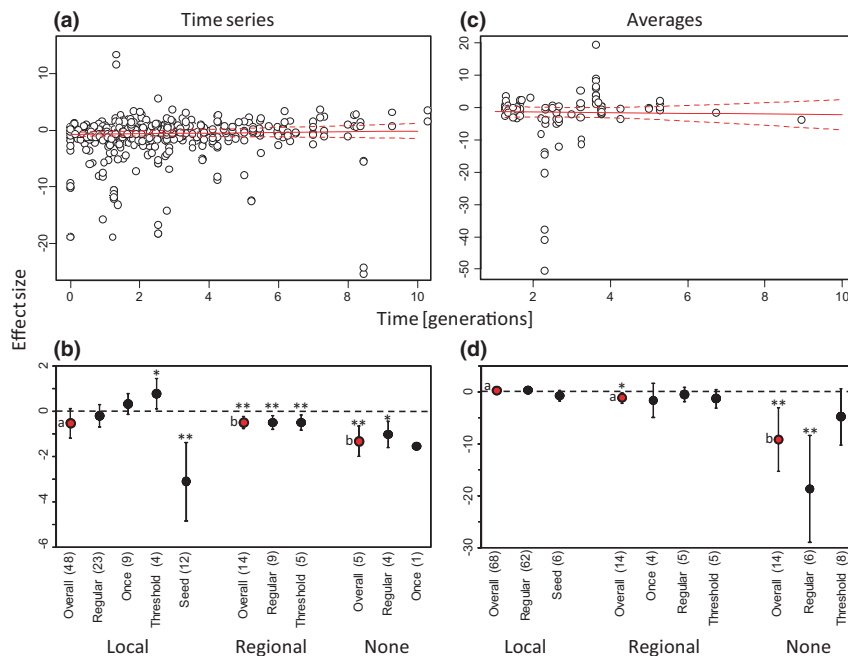 (a) Time series
10
0
-10
-20
0 2 4 6 8 10
(c) Averages
20
10
0
-10
-20
-30
-40
-50
2 4 6 8 10
Effect size
Time [generations]
(b)
2
0
-2
-4
-6
a
*
**
b
**
**
**
b
**
*
Overall (48)
Regular (23)
Once (9)
Threshold (4)
Seed (12)
Overall (14)
Regular (9)
Threshold (5)
Overall (5)
Regular (4)
Once (1)
Local Regional None
(d)
0
-10
-20
-30
a
a
*
b
**
**
Overall (68)
Regular (62)
Seed (6)
Overall (14)
Once (4)
Regular (5)
Threshold (5)
Overall (14)
Regular (6)
Threshold (8)
Local Regional None